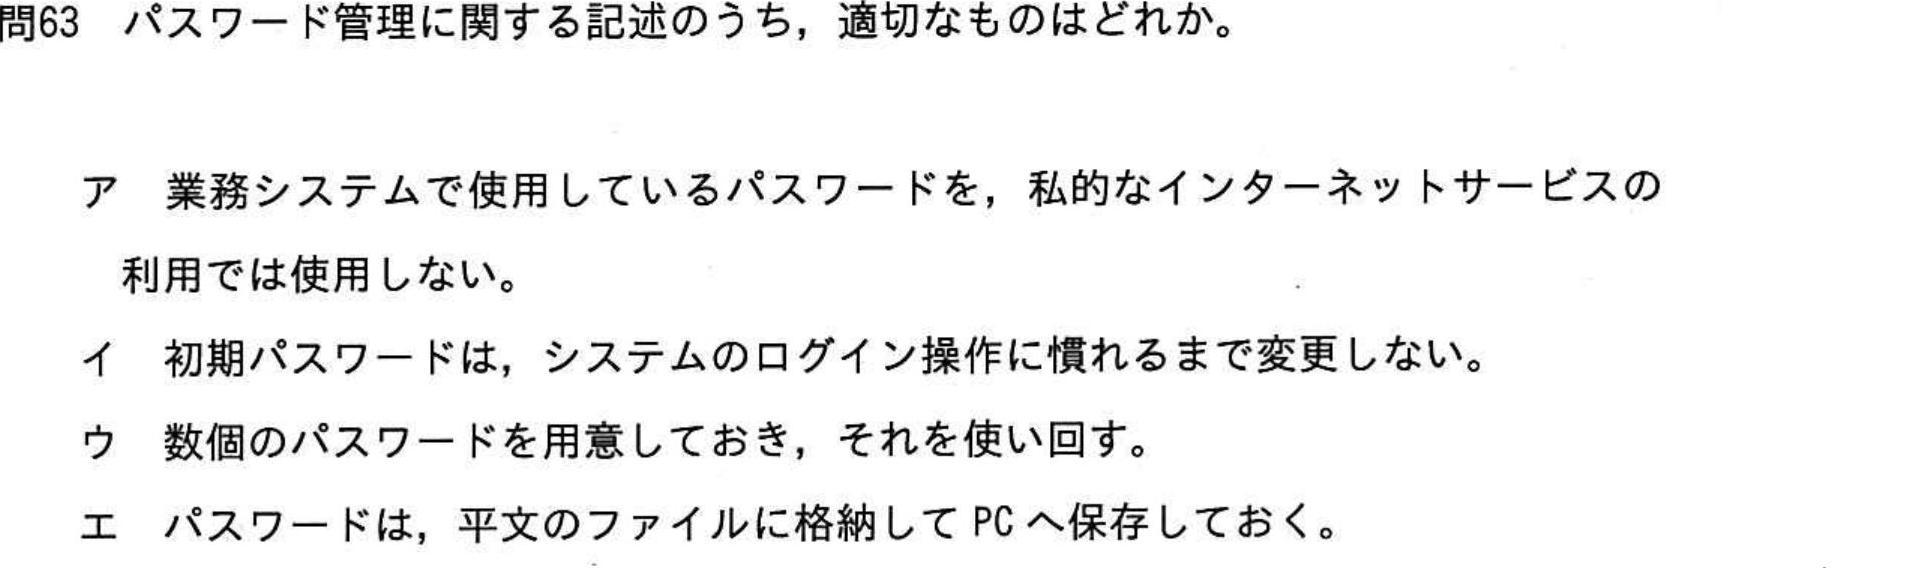 問63　パスワード管理に関する記述のうち，適切なものはどれか。
ア　業務システムで使用しているパスワードを，私的なインターネットサービスの
利用では使用しない。
イ　初期パスワードは，システムのログイン操作に慣れるまで変更しない。
ウ　数個のパスワードを用意しておき，それを使い回す。
エ　パスワードは，平文のファイルに格納して PC へ保存しておく。